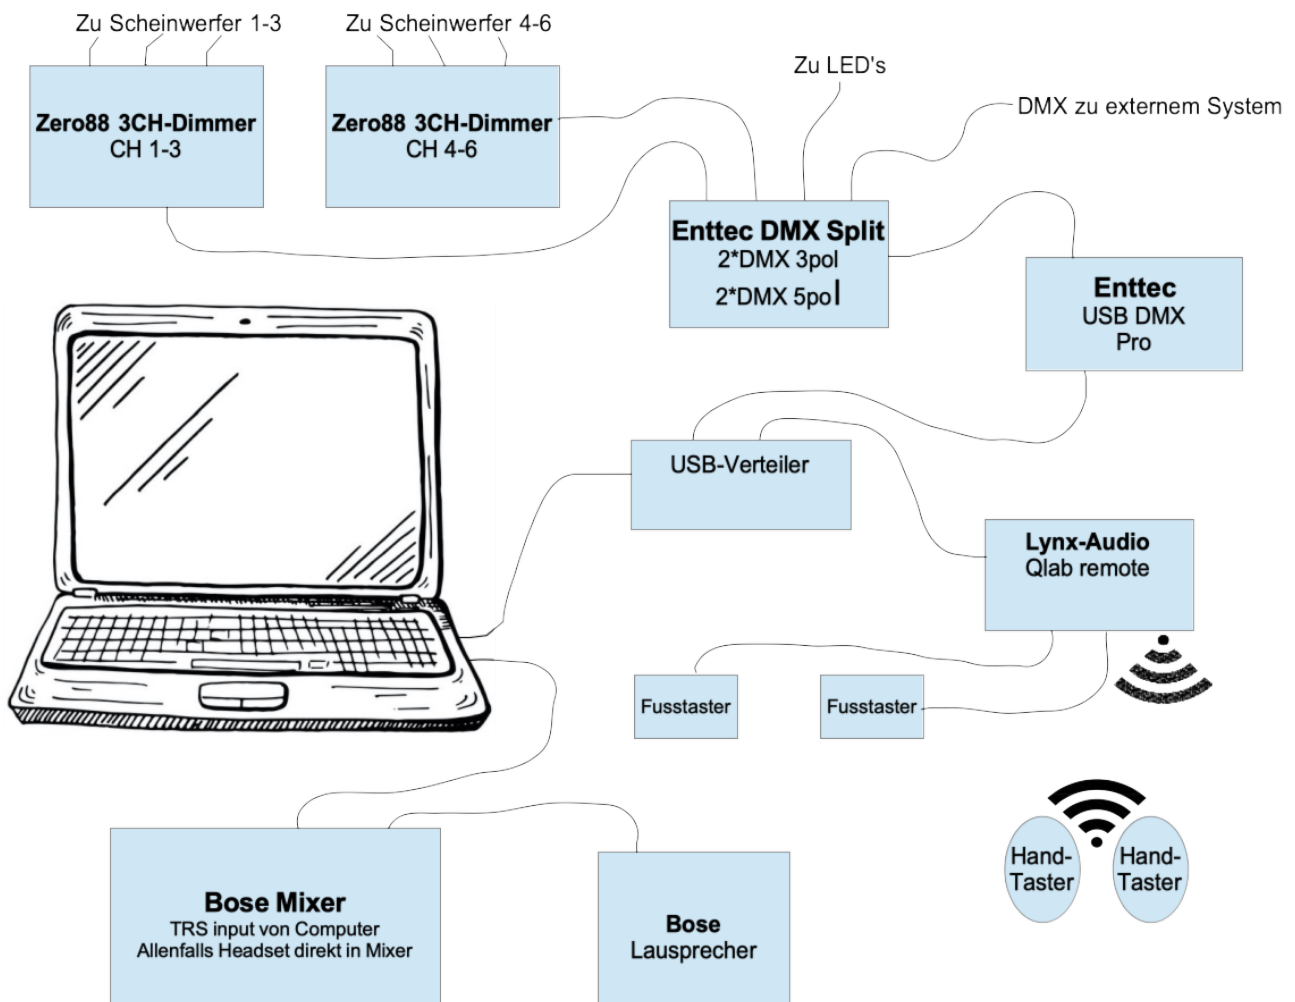 Zu Scheinwerfer 1-3
Zu Scheinwerfer 4-6
Zu LED's
DMX zu externem System
Zero88 3CH-Dimmer
CH 1-3
Zero88 3CH-Dimmer
CH 4-6
Enttec DMX Split
2*DMX 3pol
2*DMX 5pol
Enttec
USB DMX
Pro
USB-Verteiler
Lynx-Audio
Qlab remote
Fusstaster
Fusstaster
Hand-
Taster
Hand-
Taster
Bose Mixer
TRS input von Computer
Allenfalls Headset direkt in Mixer
Bose
Lausprecher